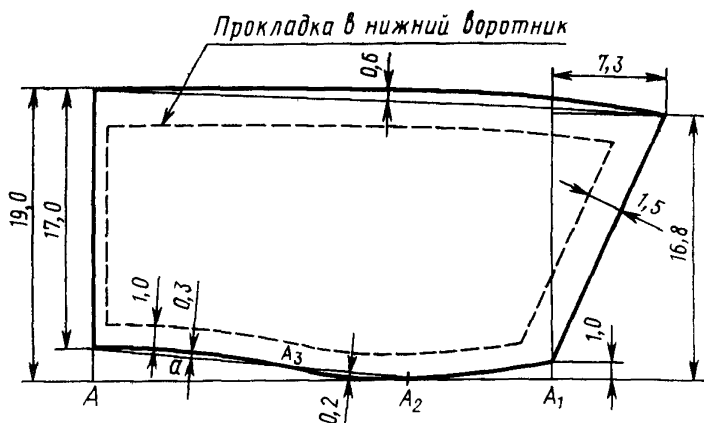 Прокладка в нижний воротник
0,6
7,3
19,0
17,0
1,5
16,8
1,0
0,3
1,0
a
A₃
A
0,2
A₂
A₁